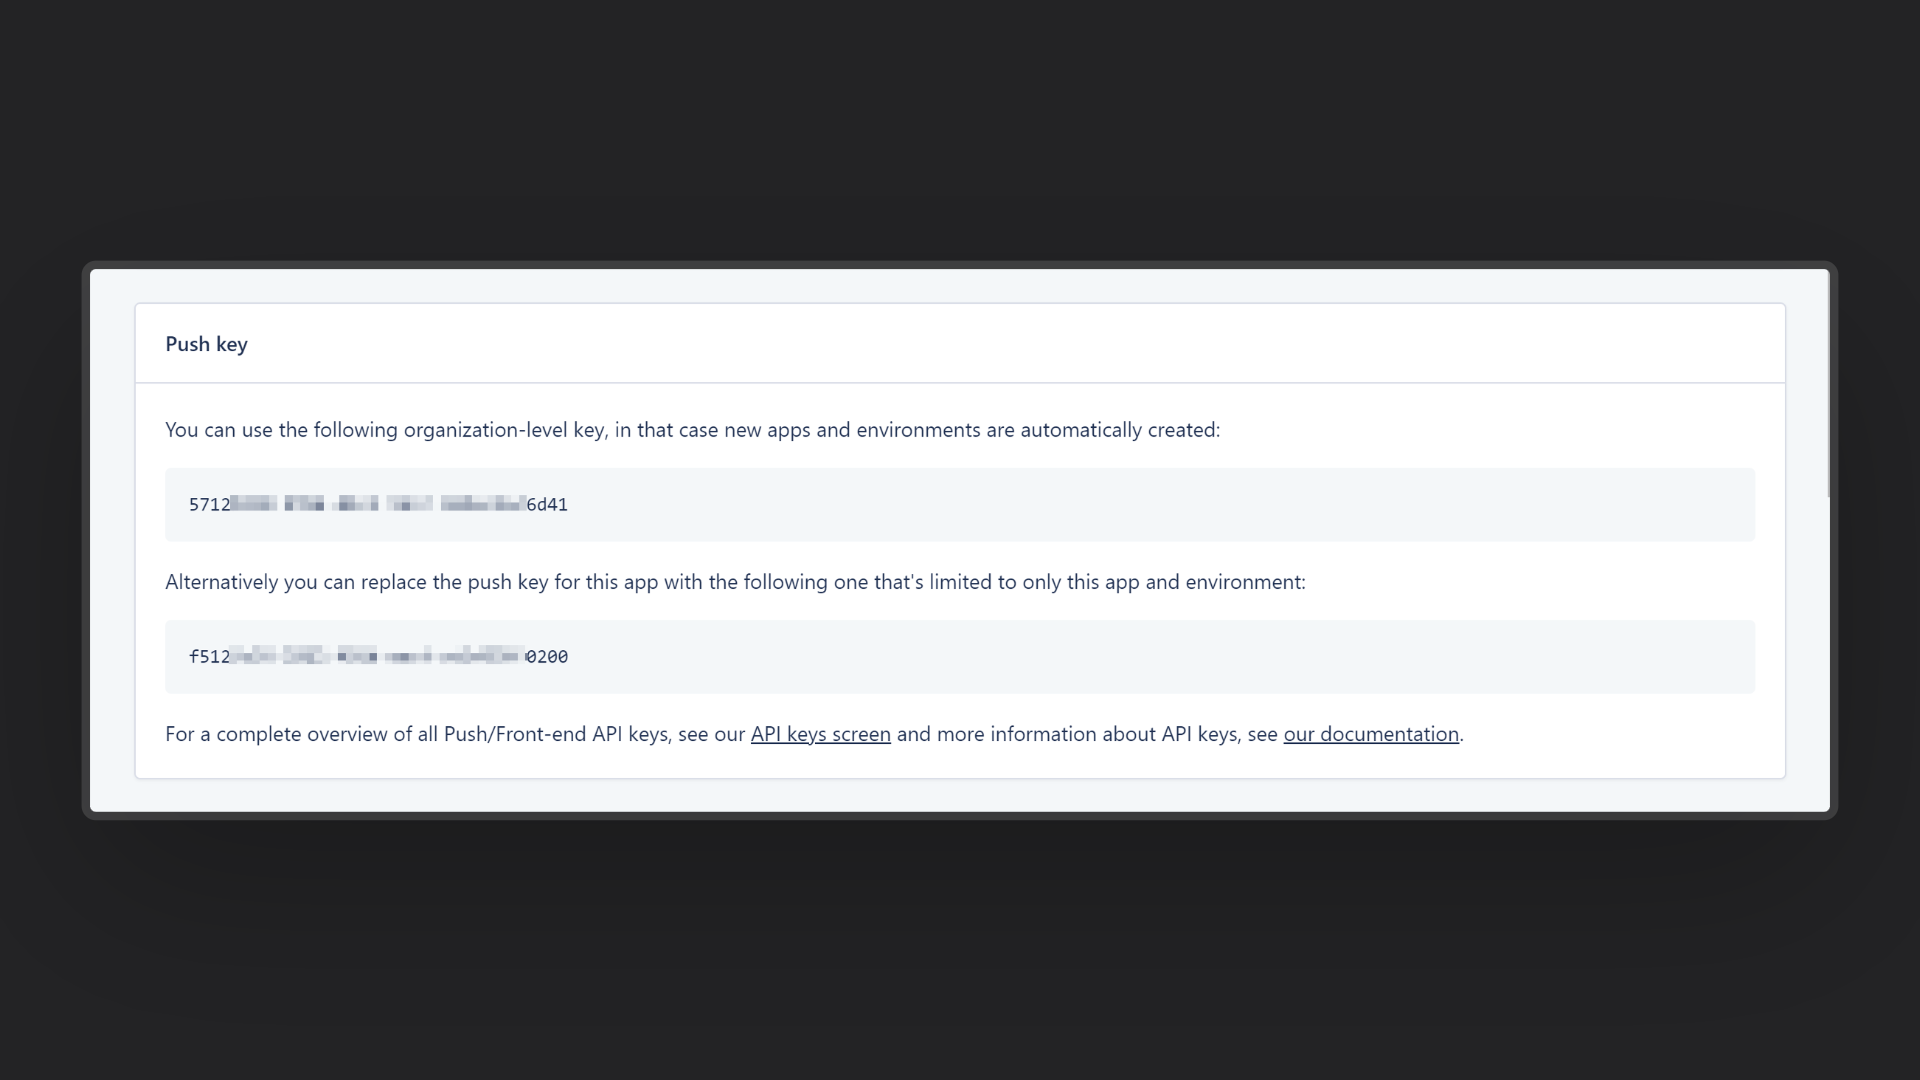 Push key
You can use the following organization-level key, in that case new apps and environments are automatically created:
5712 6d41
Alternatively you can replace the push key for this app with the following one that's limited to only this app and environment:
f512 0200
For a complete overview of all Push/Front-end API keys, see our API keys screen and more information about API keys, see our documentation.